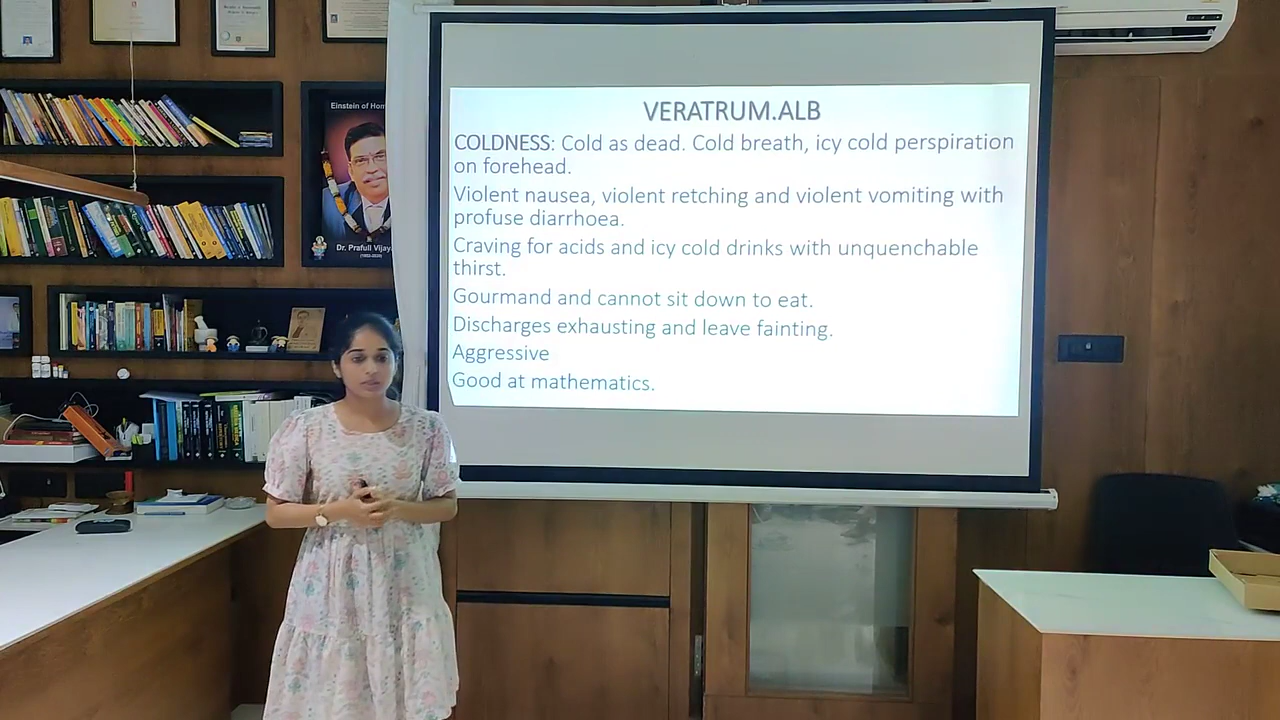 Einstein of Hom
Dr. Prafull Vijay
VERATRUM.ALB
COLDNESS: Cold as dead. Cold breath, icy cold perspiration
on forehead.
Violent nausea, violent retching and violent vomiting with
profuse diarrhoea.
Craving for acids and icy cold drinks with unquenchable
thirst.
Gourmand and cannot sit down to eat.
Discharges exhausting and leave fainting.
Aggressive
Good at mathematics.